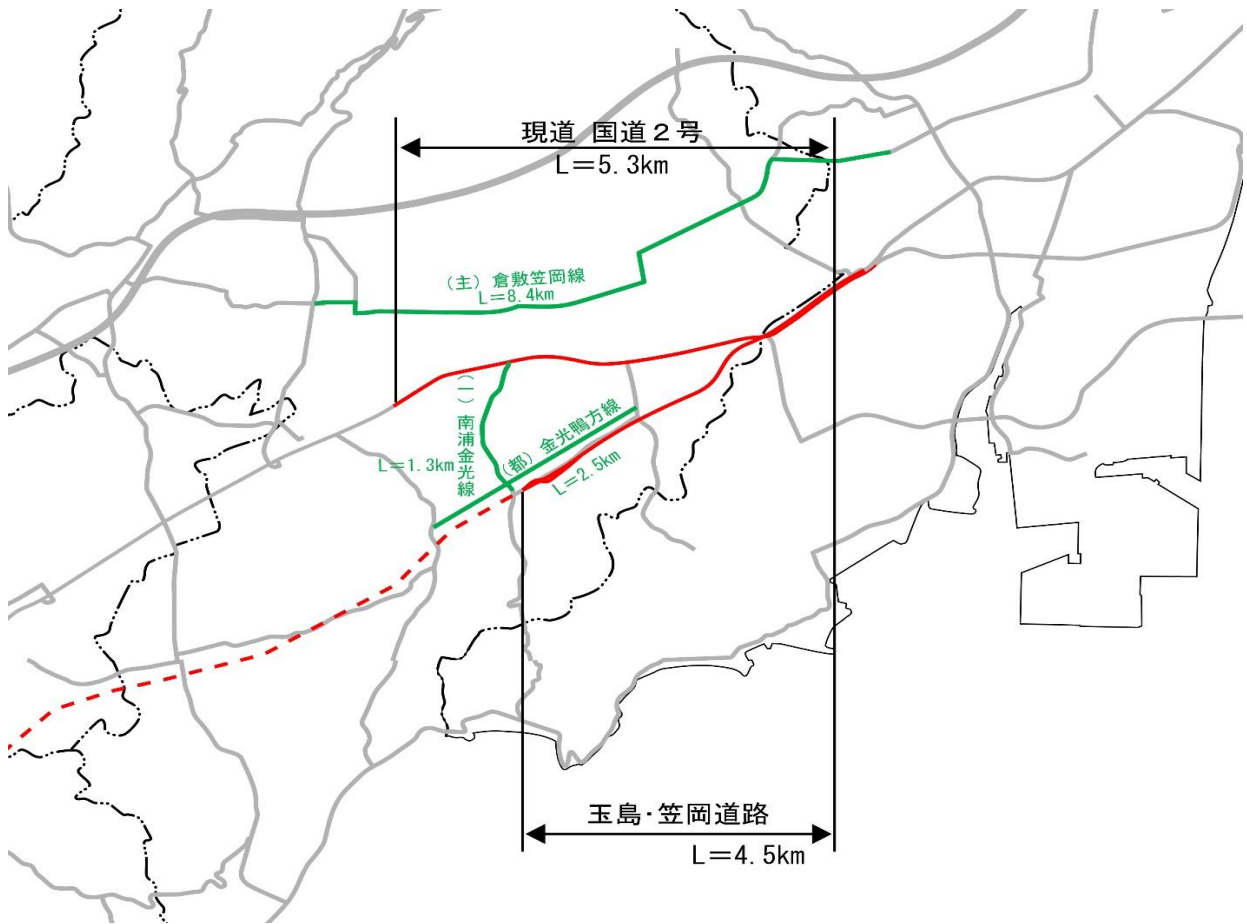 現道 国道２号
L＝5.3km
（主）倉敷笠岡線
L＝8.4km
（一）南浦金光線
L＝1.3km
（都）金光鴨方線
L＝2.5km
玉島・笠岡道路
L＝4.5km